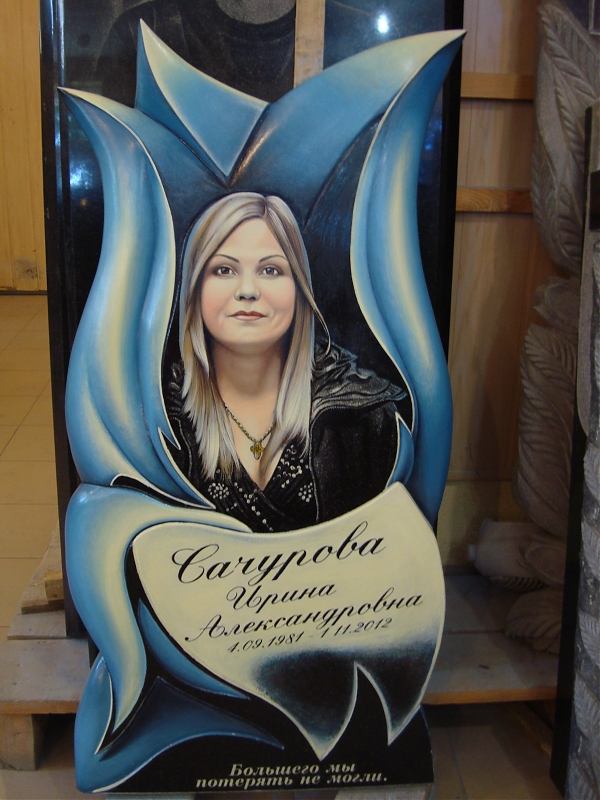 Сачурова
Ирина
Александровна
4.09.1981 - 1.11.2012
Большего мы
потерять не могли.